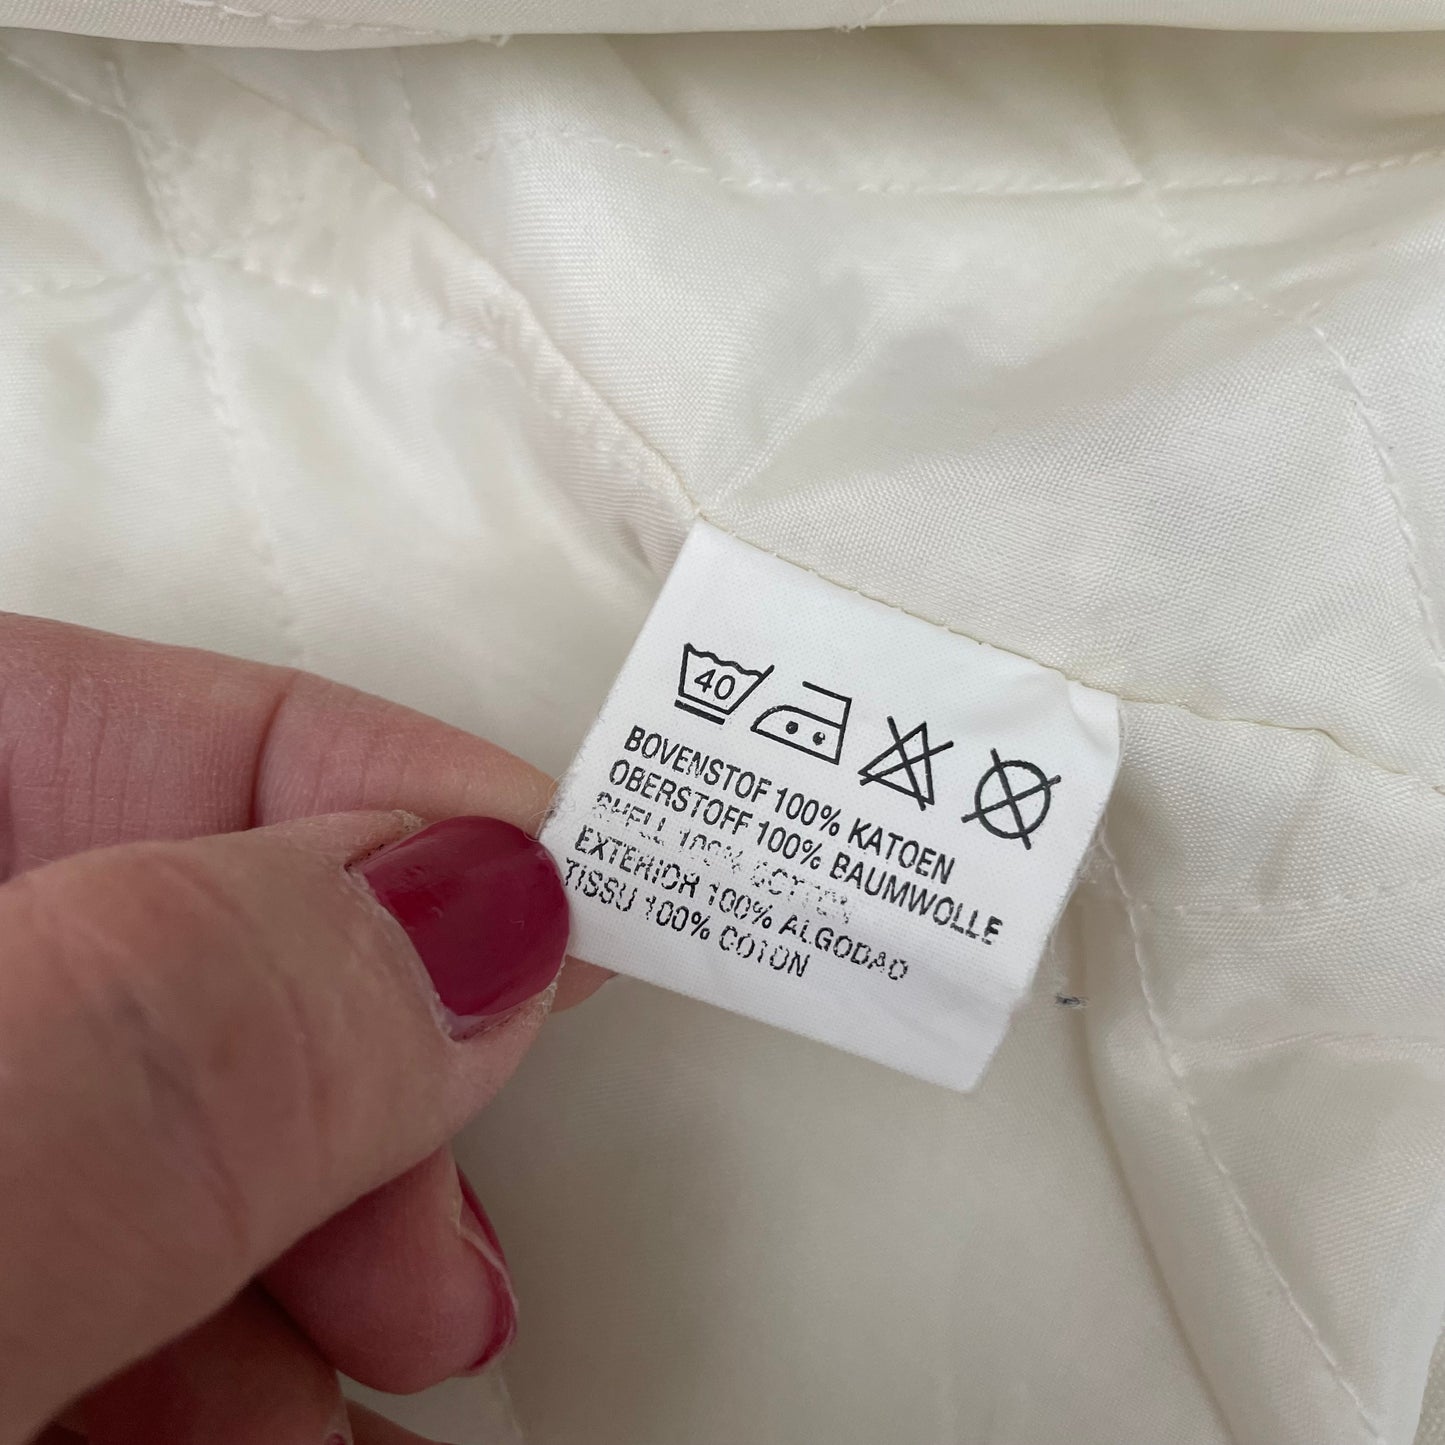 40
BOVENSTOF 100% KATOEN
OBERSTOFF 100% BAUMWOLLE
SHELL 100% COTTON
EXTERIOR 100% ALGODAO
TISSU 100% COTON